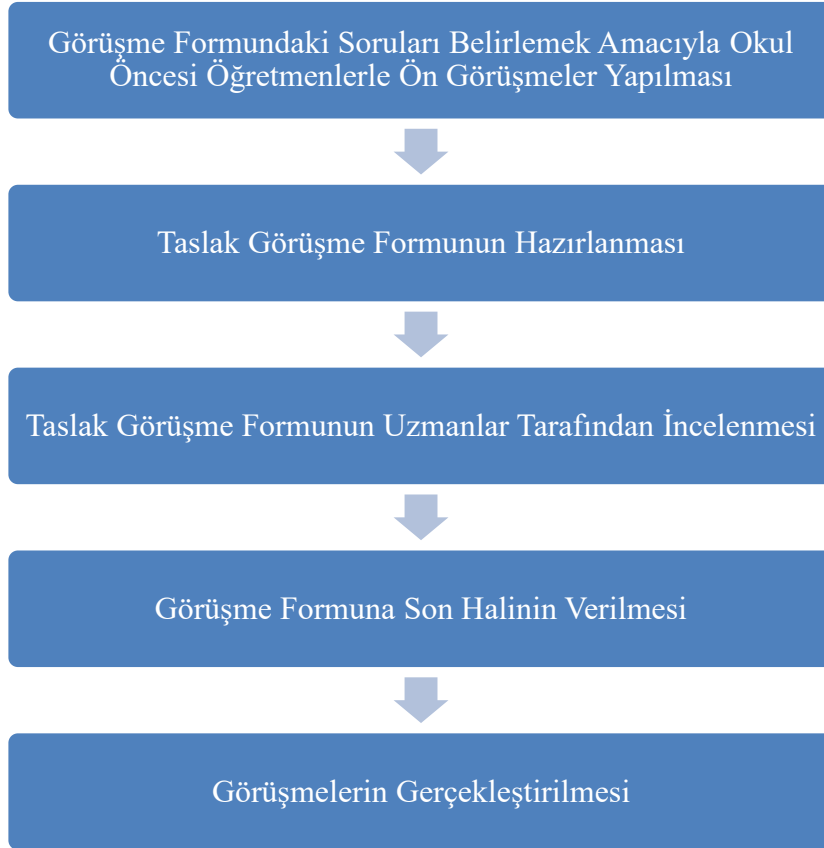 Görüşme Formundaki Soruları Belirlemek Amacıyla Okul
Öncesi Öğretmenlerle Ön Görüşmeler Yapılması
Taslak Görüşme Formunun Hazırlanması
Taslak Görüşme Formunun Uzmanlar Tarafından İncelenmesi
Görüşme Formuna Son Halinin Verilmesi
Görüşmelerin Gerçekleştirilmesi